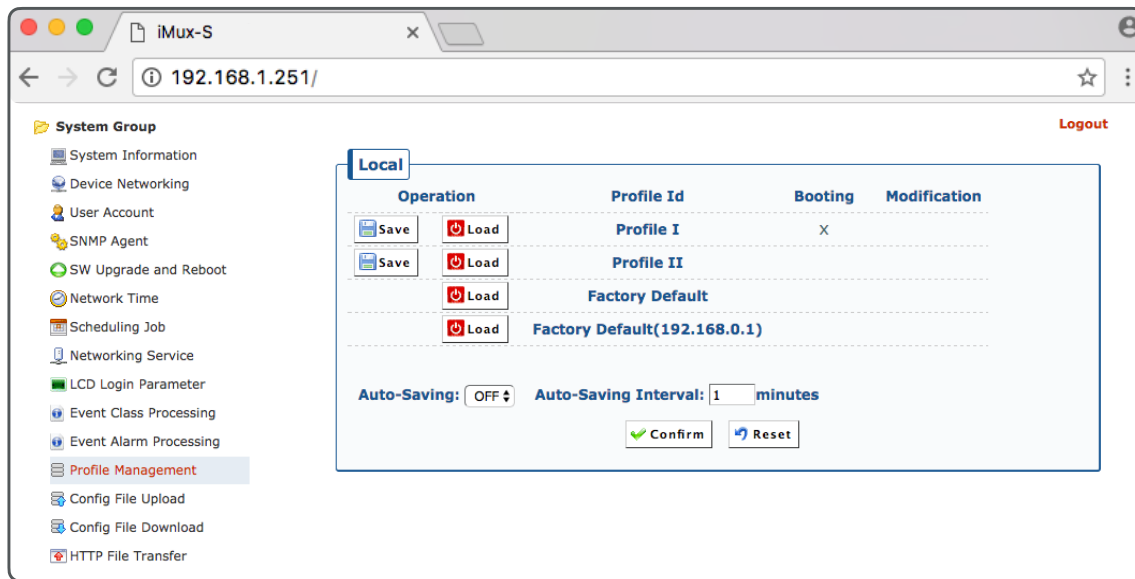 iMux-S
192.168.1.251/
System Group
Logout
System Information
Device Networking
User Account
SNMP Agent
SW Upgrade and Reboot
Network Time
Scheduling Job
Networking Service
LCD Login Parameter
Event Class Processing
Event Alarm Processing
Profile Management
Config File Upload
Config File Download
HTTP File Transfer
Local
Operation Profile Id Booting Modification
Save Load Profile I X
Save Load Profile II
Load Factory Default
Load Factory Default(192.168.0.1)
Auto-Saving: OFF Auto-Saving Interval: 1 minutes
Confirm Reset